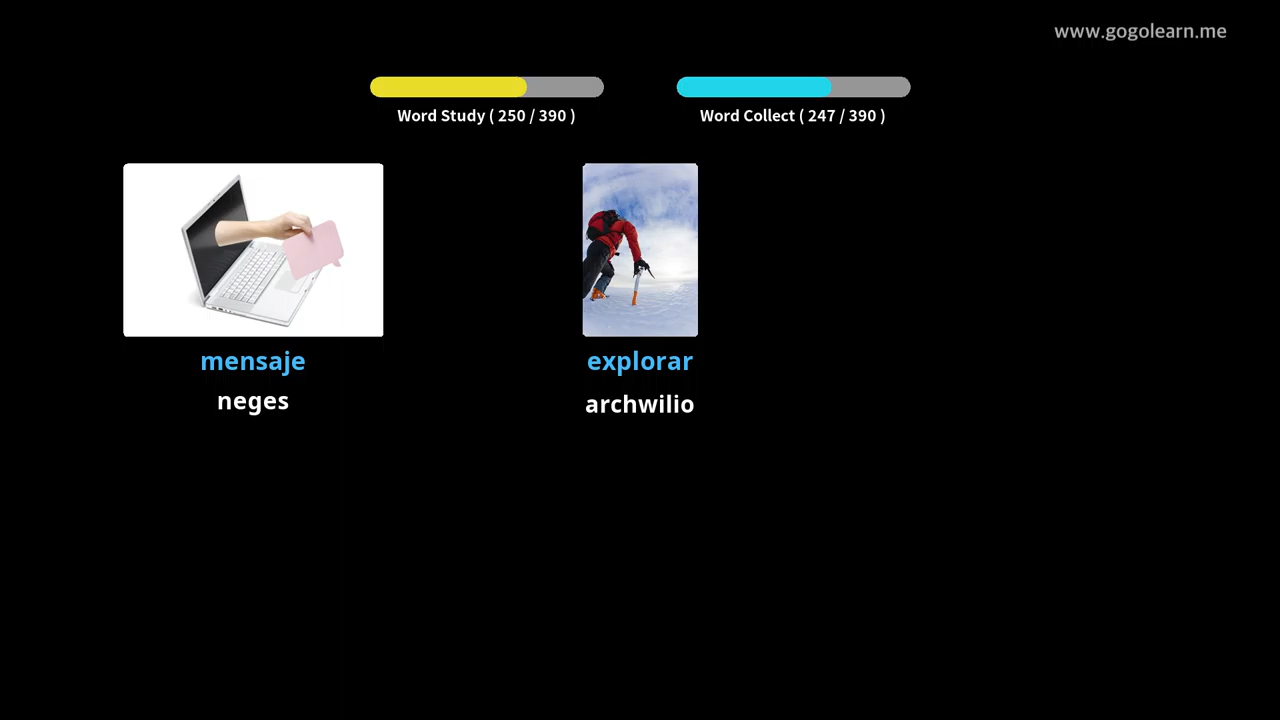 www.gogolearn.me
Word Study ( 250 / 390 )
Word Collect ( 247 / 390 )
mensaje
neges
explorar
archwilio